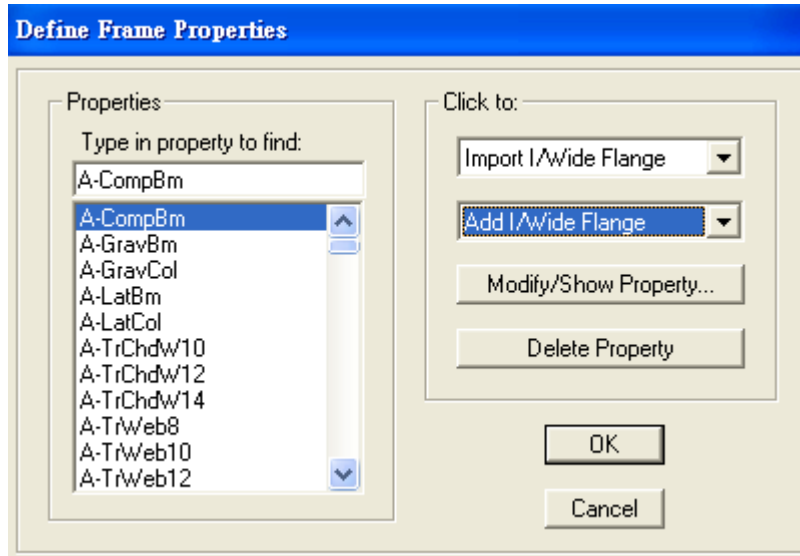 Define Frame Properties
Properties
Type in property to find:
A-CompBm
A-CompBm
A-GravBm
A-GravCol
A-LatBm
A-LatCol
A-TrChdW10
A-TrChdW12
A-TrChdW14
A-TrWeb8
A-TrWeb10
A-TrWeb12
Click to:
Import I/Wide Flange
Add I/Wide Flange
Modify/Show Property...
Delete Property
OK
Cancel